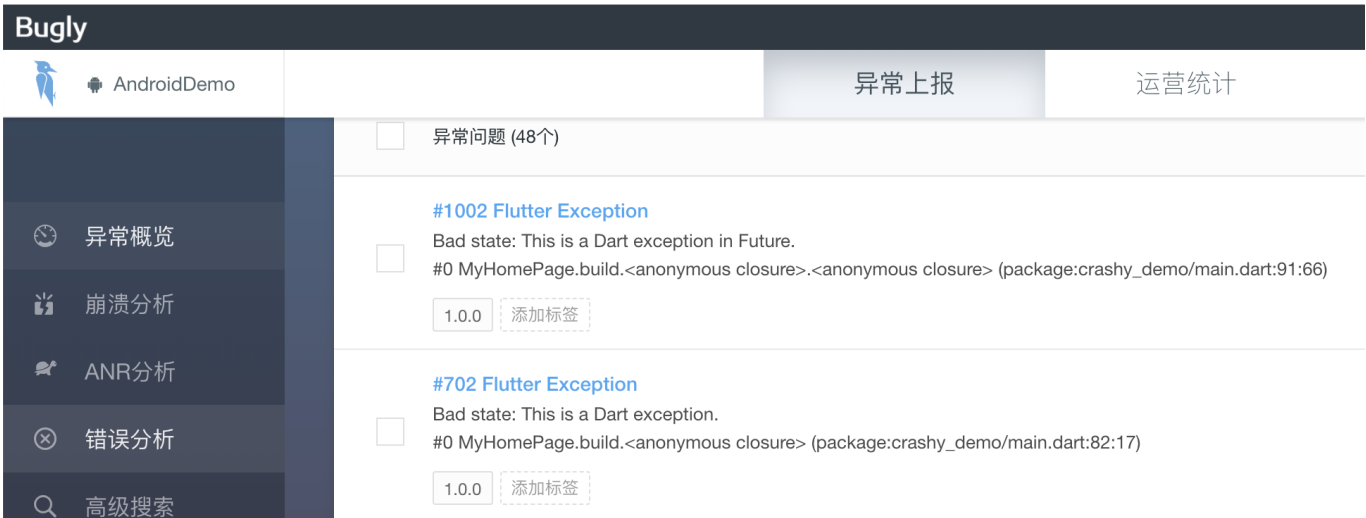 Bugly
AndroidDemo
异常上报
运营统计
异常概览
崩溃分析
ANR分析
错误分析
高级搜索
异常问题 (48个)
#1002 Flutter Exception
Bad state: This is a Dart exception in Future.
#0 MyHomePage.build.<anonymous closure>.<anonymous closure> (package:crashy_demo/main.dart:91:66)
1.0.0
添加标签
#702 Flutter Exception
Bad state: This is a Dart exception.
#0 MyHomePage.build.<anonymous closure> (package:crashy_demo/main.dart:82:17)
1.0.0
添加标签